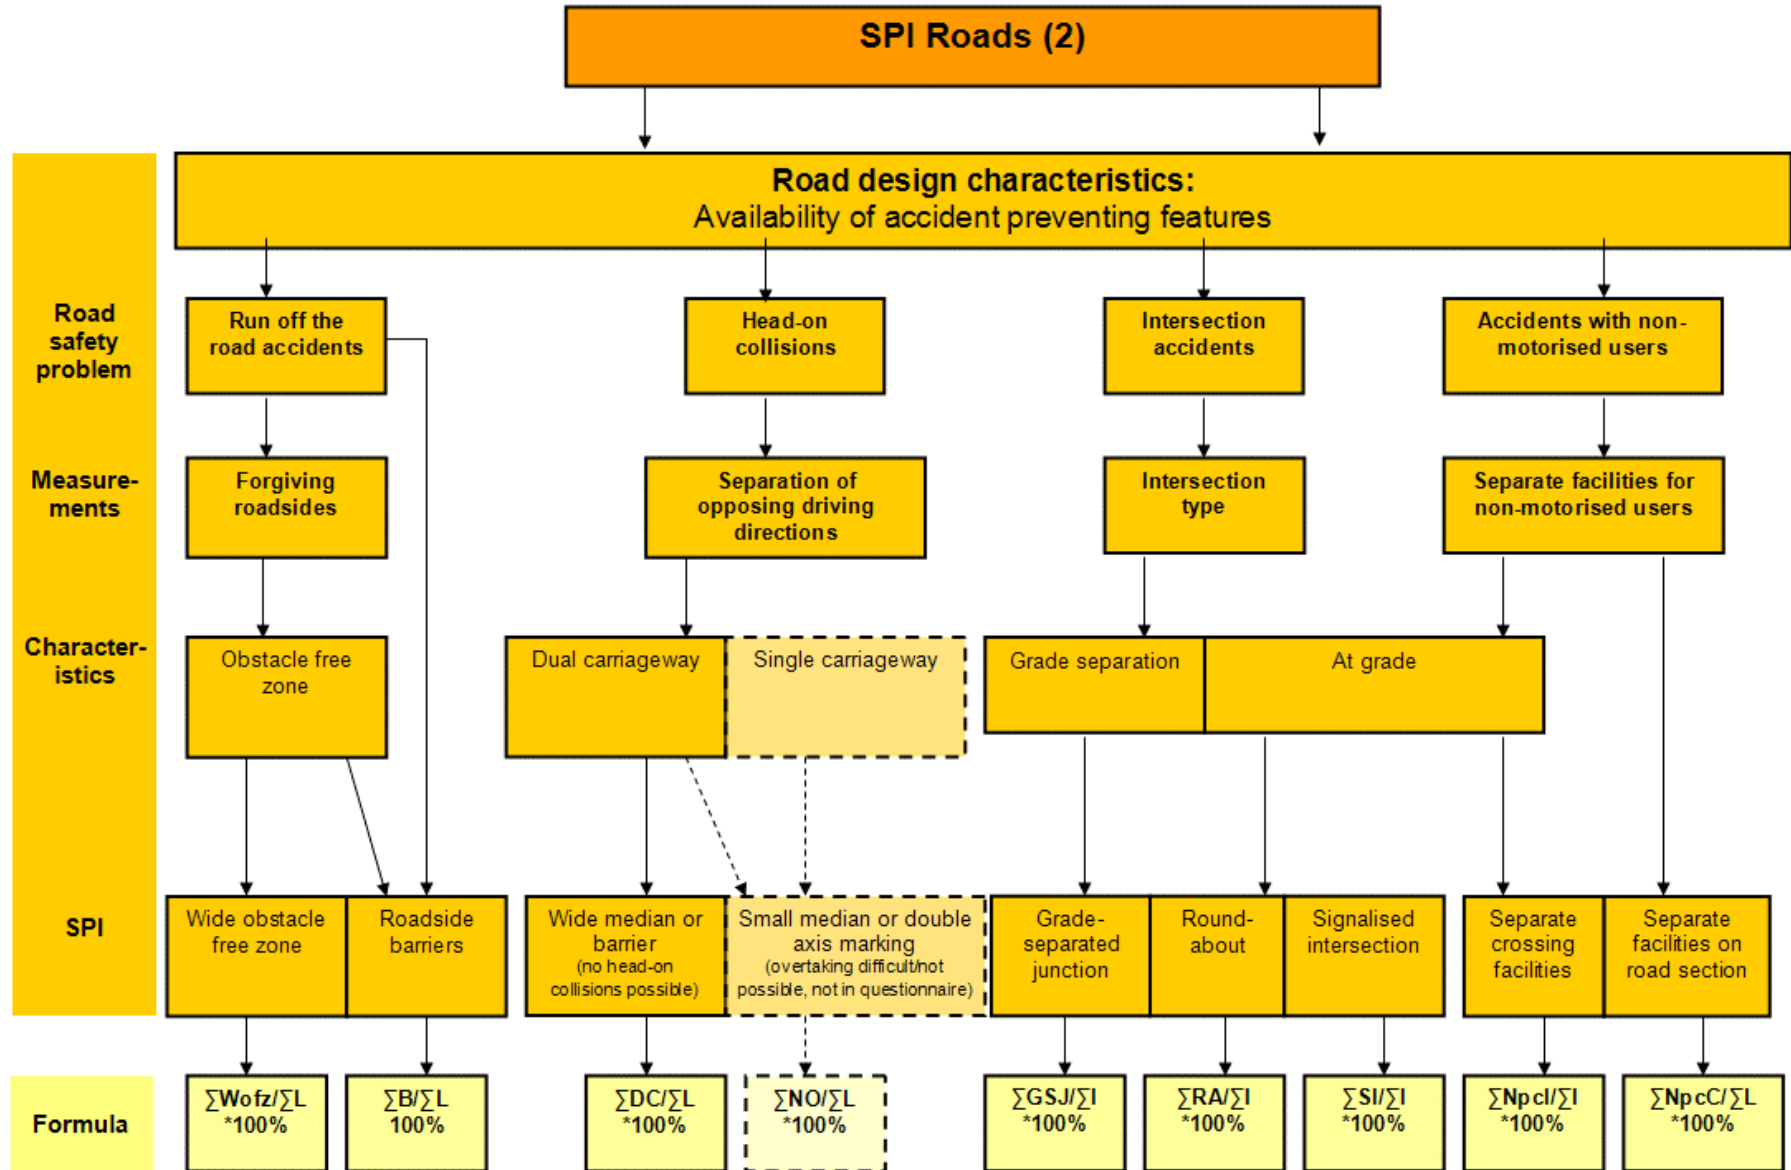 SPI Roads (2)
Road design characteristics:
Availability of accident preventing features
Road
safety
problem
Run off the
road accidents
Head-on
collisions
Intersection
accidents
Accidents with non-
motorised users
Measure-
ments
Forgiving
roadsides
Separation of
opposing driving
directions
Intersection
type
Separate facilities for
non-motorised users
Character-
istics
Obstacle free
zone
Dual carriageway
Single carriageway
Grade separation
At grade
SPI
Wide obstacle
free zone
Roadside
barriers
Wide median or
barrier
(no head-on
collisions possible)
Small median or double
axis marking
(overtaking difficult/not
possible, not in questionnaire)
Grade-
separated
junction
Round-
about
Signalised
intersection
Separate
crossing
facilities
Separate
facilities on
road section
Formula
∑Wofz/∑L
*100%
∑B/∑L
100%
∑DC/∑L
*100%
∑NO/∑L
*100%
∑GSJ/∑I
*100%
∑RA/∑I
*100%
∑SI/∑I
*100%
∑NpcI/∑I
*100%
∑NpcC/∑L
*100%